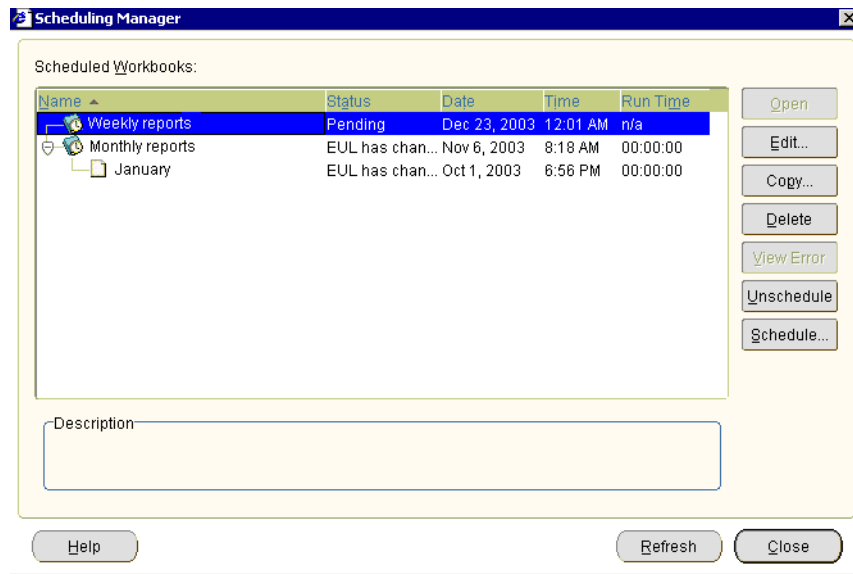 Scheduling Manager
Scheduled Workbooks:
Name Status Date Time Run Time
Weekly reports Pending Dec 23, 2003 12:01 AM n/a
Monthly reports EUL has chan... Nov 6, 2003 8:18 AM 00:00:00
January EUL has chan... Oct 1, 2003 6:56 PM 00:00:00
Open
Edit...
Copy...
Delete
View Error
Unschedule
Schedule...
Description
Help Refresh Close